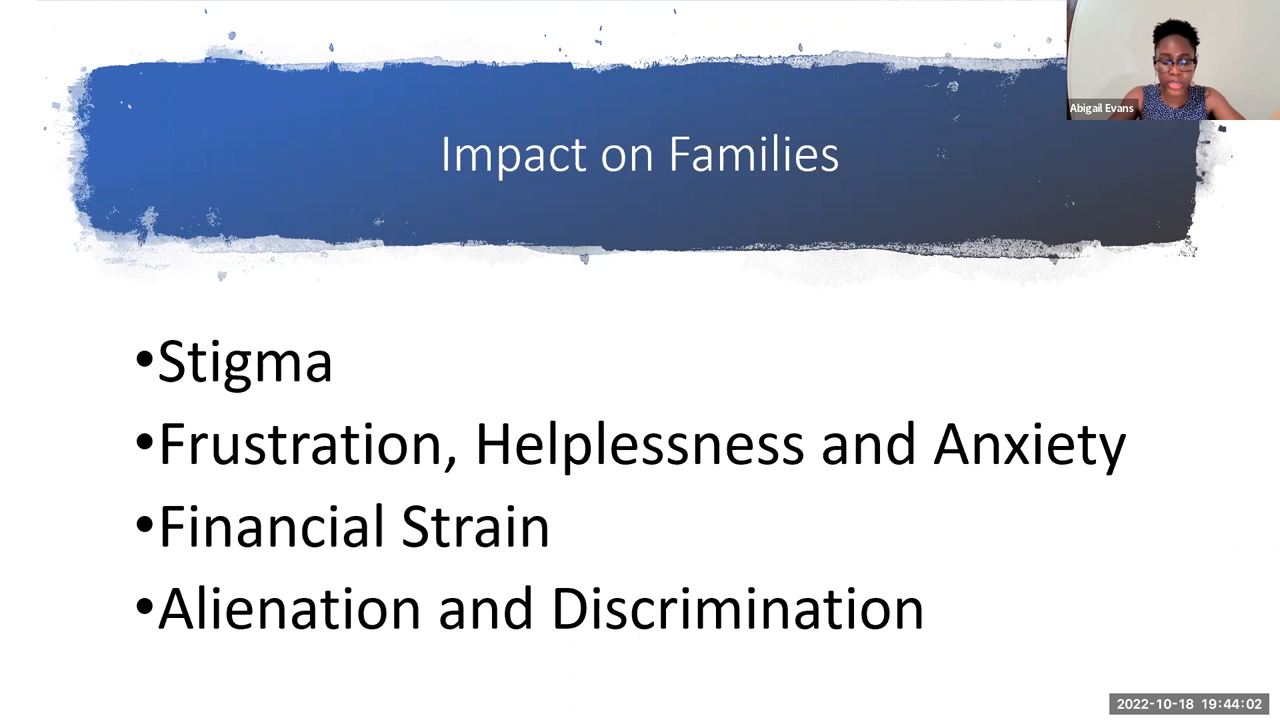 Abigail Evans
Impact on Families
•Stigma
•Frustration, Helplessness and Anxiety
•Financial Strain
•Alienation and Discrimination
2022-10-18 19:44:02